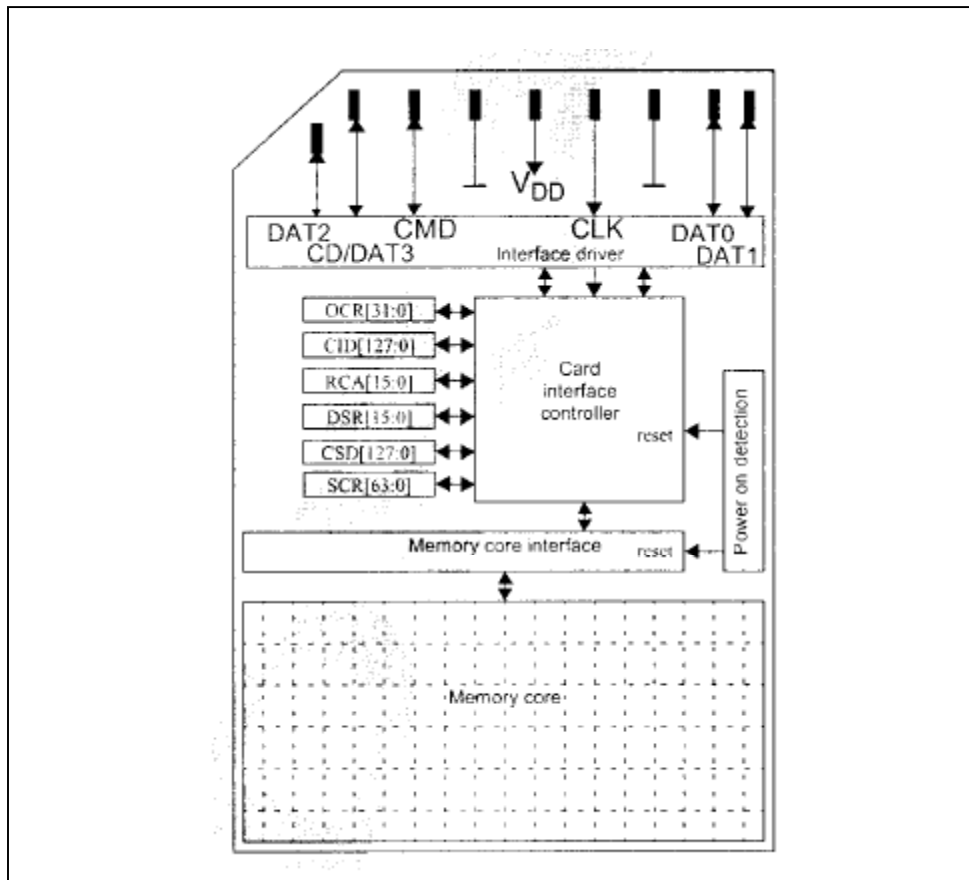 VDD
DAT2 CMD CLK DAT0
CD/DAT3 Interface driver DAT1
OCR[31:0]
CID[127:0]
RCA[15:0]
DSR[15:0]
CSD[127:0]
SCR[63:0]
Card
interface
controller
reset
Power on detection
Memory core interface reset
Memory core